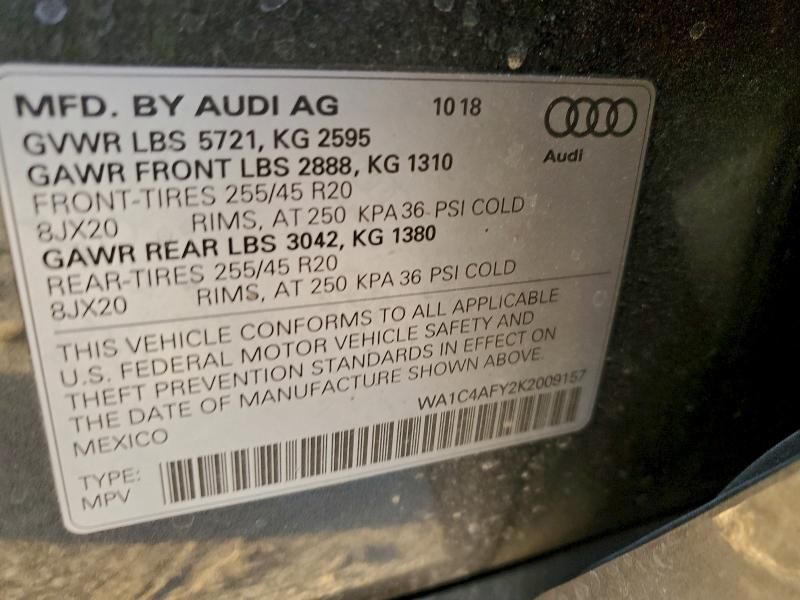 MFD. BY AUDI AG 10 18
Audi
GVWR LBS 5721, KG 2595
GAWR FRONT LBS 2888, KG 1310
FRONT-TIRES 255/45 R20
8JX20 RIMS, AT 250 KPA 36 PSI COLD
GAWR REAR LBS 3042, KG 1380
REAR-TIRES 255/45 R20
8JX20 RIMS, AT 250 KPA 36 PSI COLD
THIS VEHICLE CONFORMS TO ALL APPLICABLE
U.S. FEDERAL MOTOR VEHICLE SAFETY AND
THEFT PREVENTION STANDARDS IN EFFECT ON
THE DATE OF MANUFACTURE SHOWN ABOVE.
MEXICO WA1C4AFY2K2009157
TYPE:
MPV